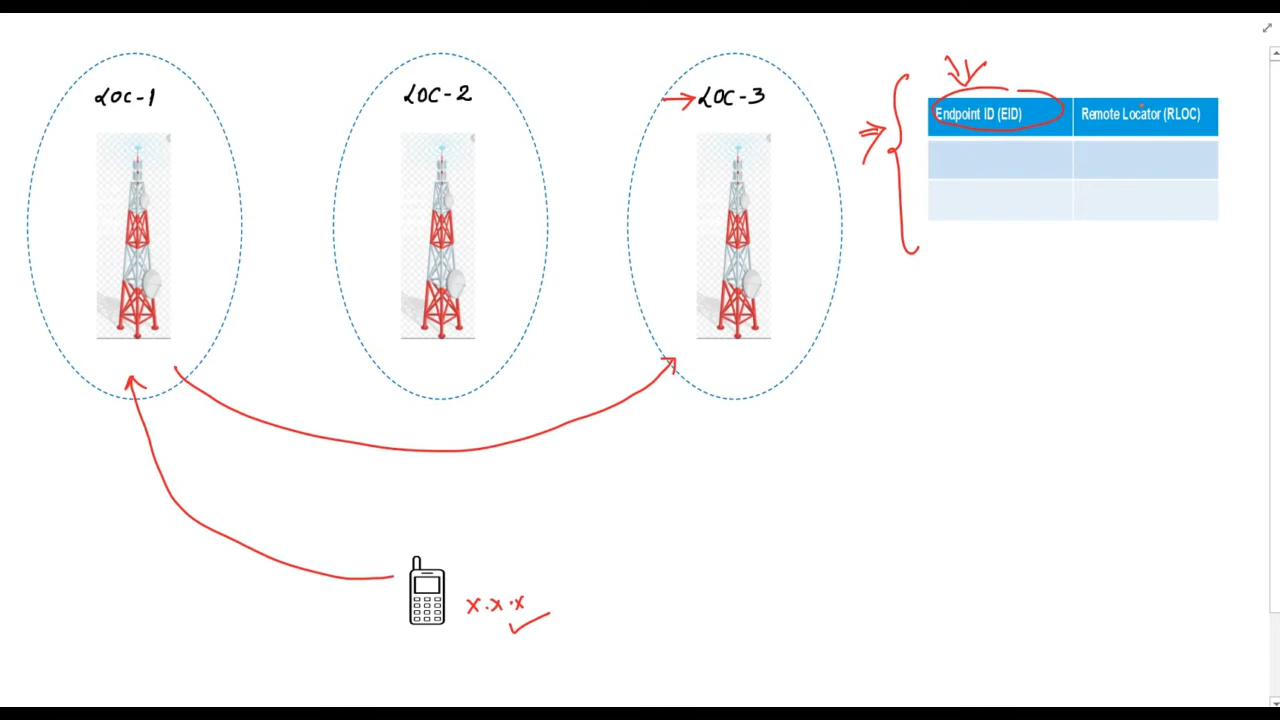 LOC-1
LOC-2
LOC-3
Endpoint ID (EID)
Remote Locator (RLOC)
x.x.x